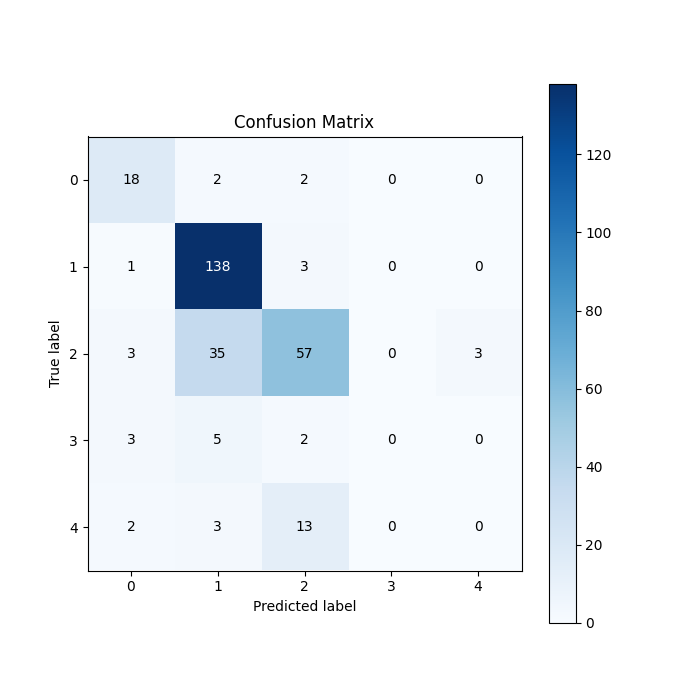 Confusion Matrix
True label
0 18 2 2 0 0
1 1 138 3 0 0
2 3 35 57 0 3
3 3 5 2 0 0
4 2 3 13 0 0
0 1 2 3 4
Predicted label
120
100
80
60
40
20
0